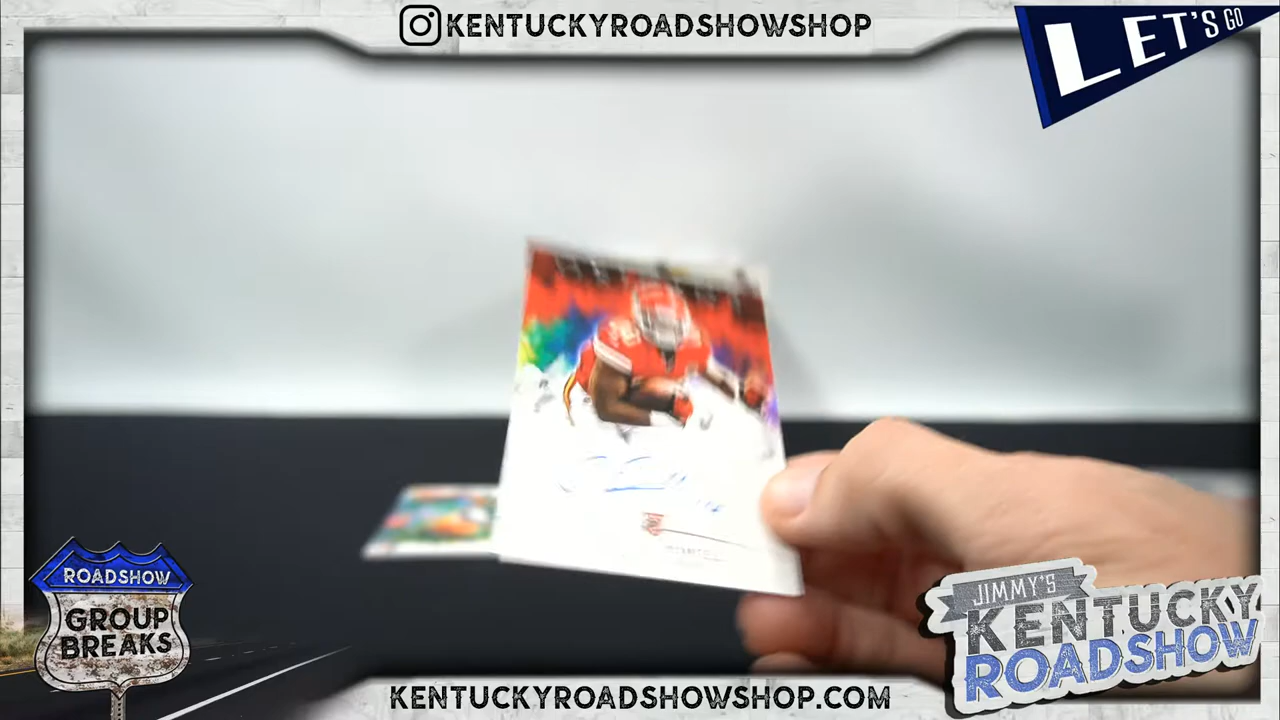 KENTUCKYROADSHOWSHOP
LET'S GO
ROADSHOW
GROUP
BREAKS
JIMMY'S
KENTUCKY
ROADSHOW
KENTUCKYROADSHOWSHOP.COM